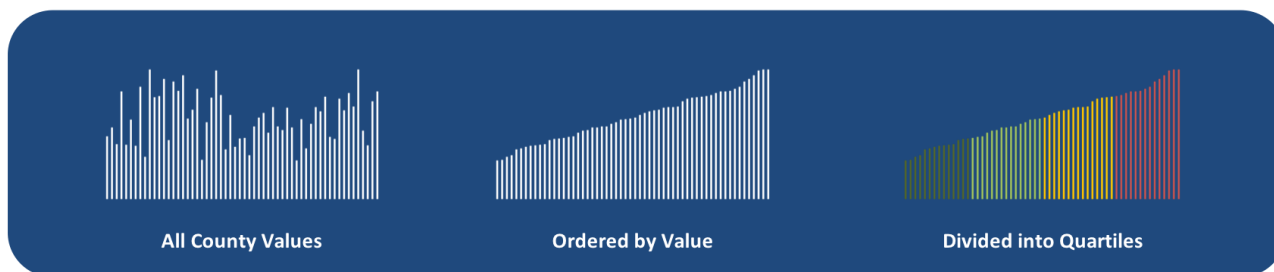 All County Values
Ordered by Value
Divided into Quartiles